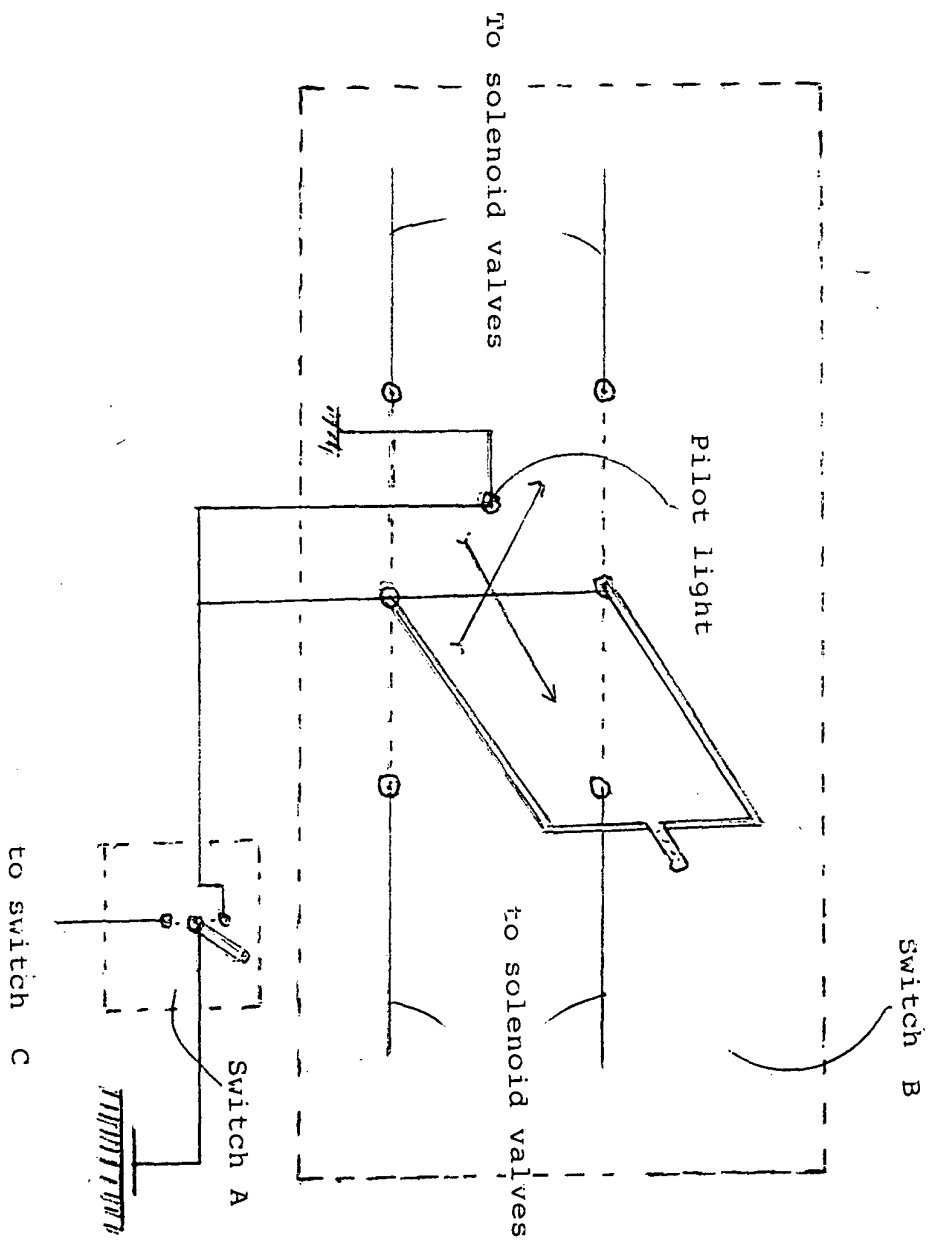 Switch B
Pilot light
To solenoid valves
to solenoid valves
Switch A
to switch C